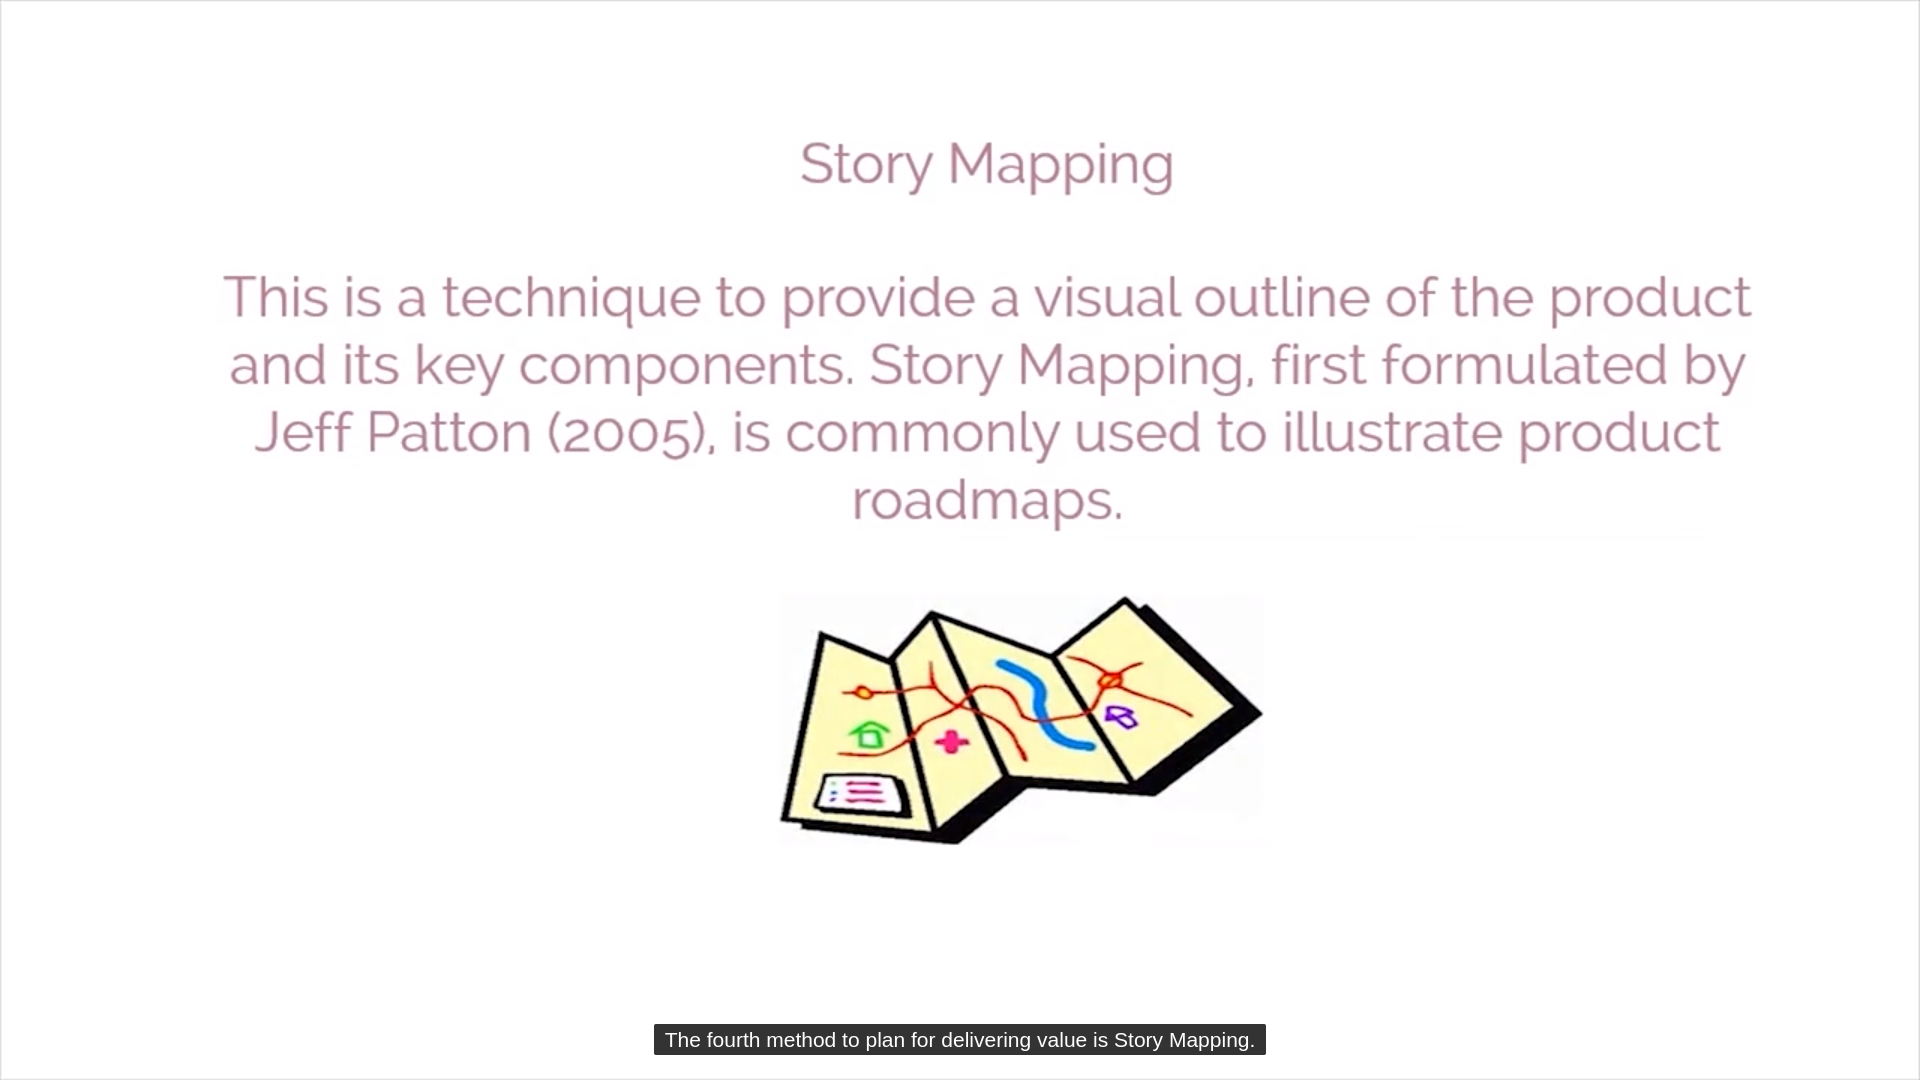 Story Mapping
This is a technique to provide a visual outline of the product
and its key components. Story Mapping, first formulated by
Jeff Patton (2005), is commonly used to illustrate product
roadmaps.
The fourth method to plan for delivering value is Story Mapping.